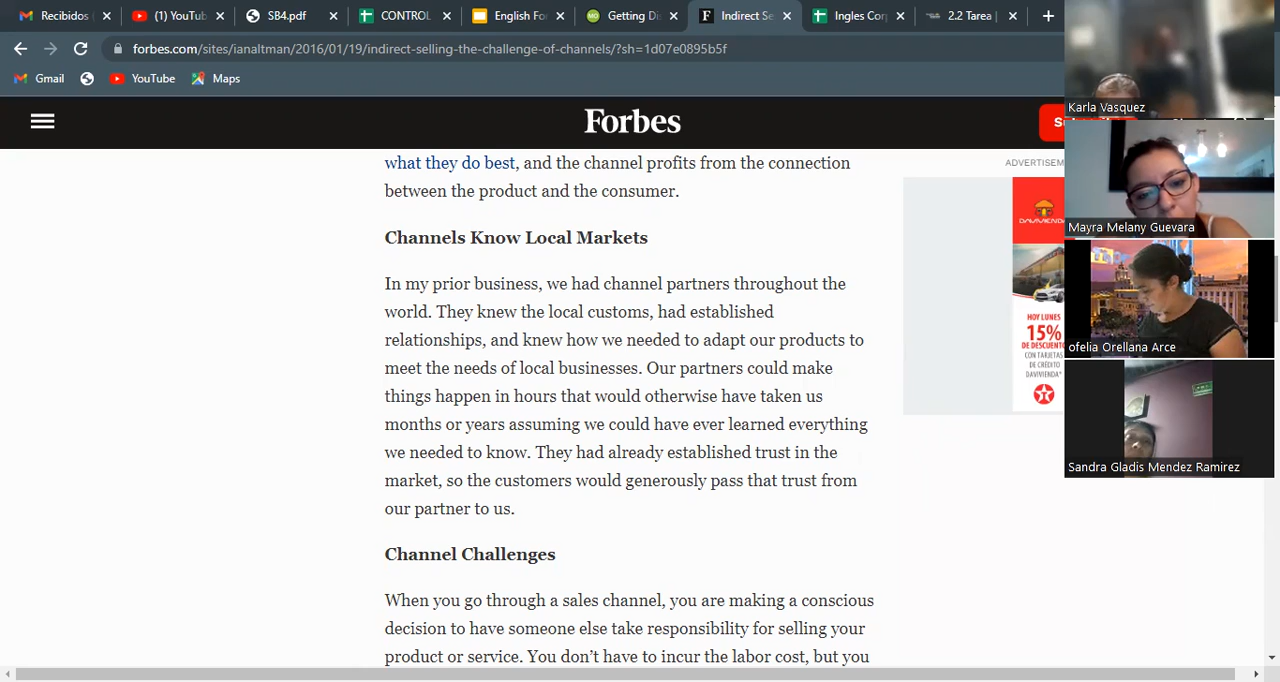 Recibidos
(1) YouTu
SB4.pdf
CONTROL
English Fo
Getting Di
Indirect Se
Ingles Cor
2.2 Tarea |
forbes.com/sites/ianaltman/2016/01/19/indirect-selling-the-challenge-of-channels/?sh=1d07e0895b5f
Gmail
YouTube
Maps
Forbes
what they do best, and the channel profits from the connection
between the product and the consumer.
Channels Know Local Markets
In my prior business, we had channel partners throughout the
world. They knew the local customs, had established
relationships, and knew how we needed to adapt our products to
meet the needs of local businesses. Our partners could make
things happen in hours that would otherwise have taken us
months or years assuming we could have ever learned everything
we needed to know. They had already established trust in the
market, so the customers would generously pass that trust from
our partner to us.
Channel Challenges
When you go through a sales channel, you are making a conscious
decision to have someone else take responsibility for selling your
product or service. You don’t have to incur the labor cost, but you
ADVERTISEM
DAVIVIENDA
HOY LUNES
15%
DE DESCUENTO
CON TARJETAS
DE CRÉDITO
DAVIVIENDA
Karla Vasquez
Mayra Melany Guevara
ofelia Orellana Arce
Sandra Gladis Mendez Ramirez